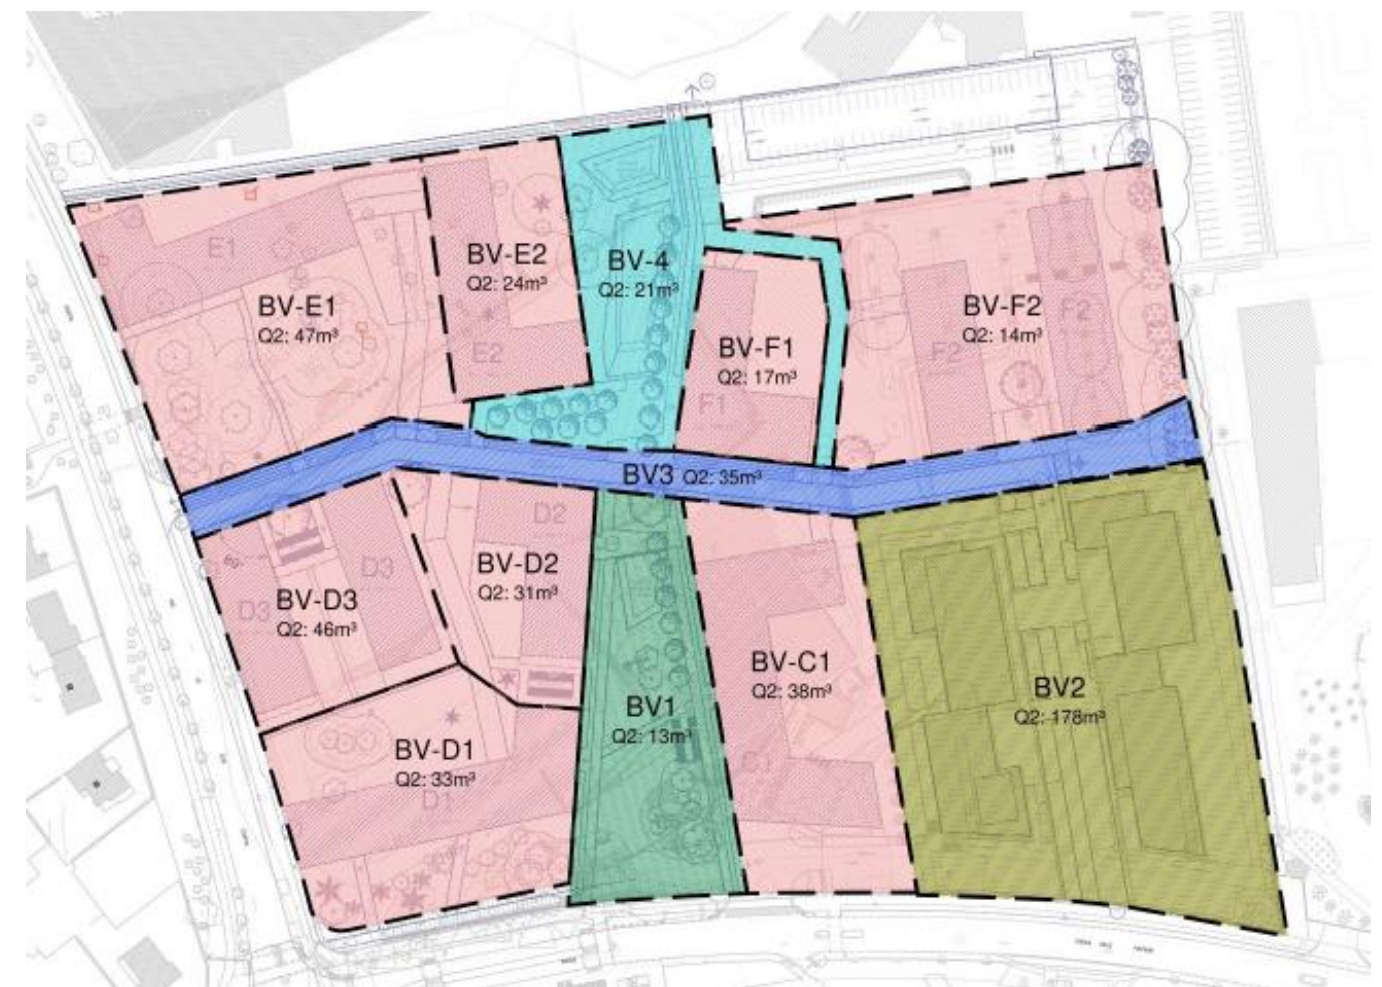 E1
BV-E2
Q2: 24m³
BV-4
Q2: 21m³
BV-E1
Q2: 47m³
BV-F2
Q2: 14m³
F2
F2
E2
BV-F1
Q2: 17m³
F1
BV3 Q2: 35m³
D2
BV-D2
Q2: 31m³
D3
BV-D3
Q2: 46m³
D3
BV-C1
Q2: 38m³
BV2
Q2: 178m³
BV1
Q2: 13m³
BV-D1
Q2: 33m³
D1
C1